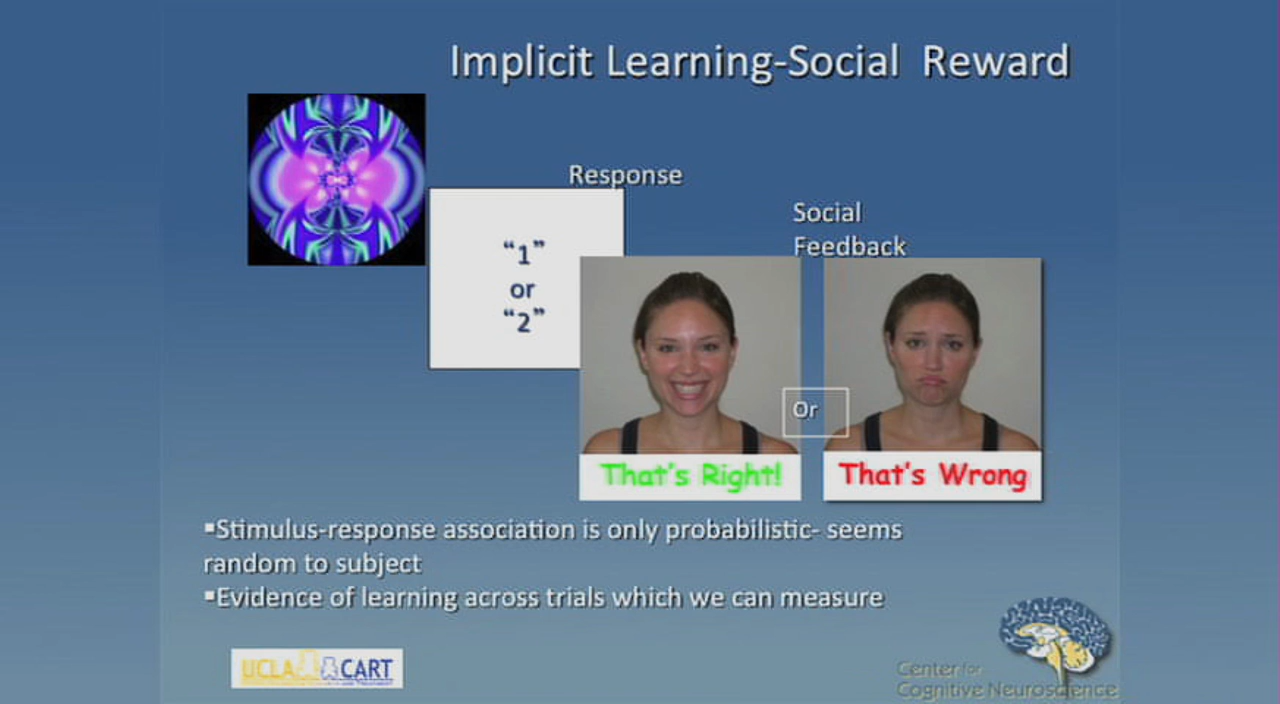 Implicit Learning-Social Reward
Response
Social
Feedback
“1”
or
“2”
Or
That's Right!
That's Wrong
▪Stimulus-response association is only probabilistic- seems
random to subject
▪Evidence of learning across trials which we can measure
UCLA CART
Center for
Cognitive Neuroscience